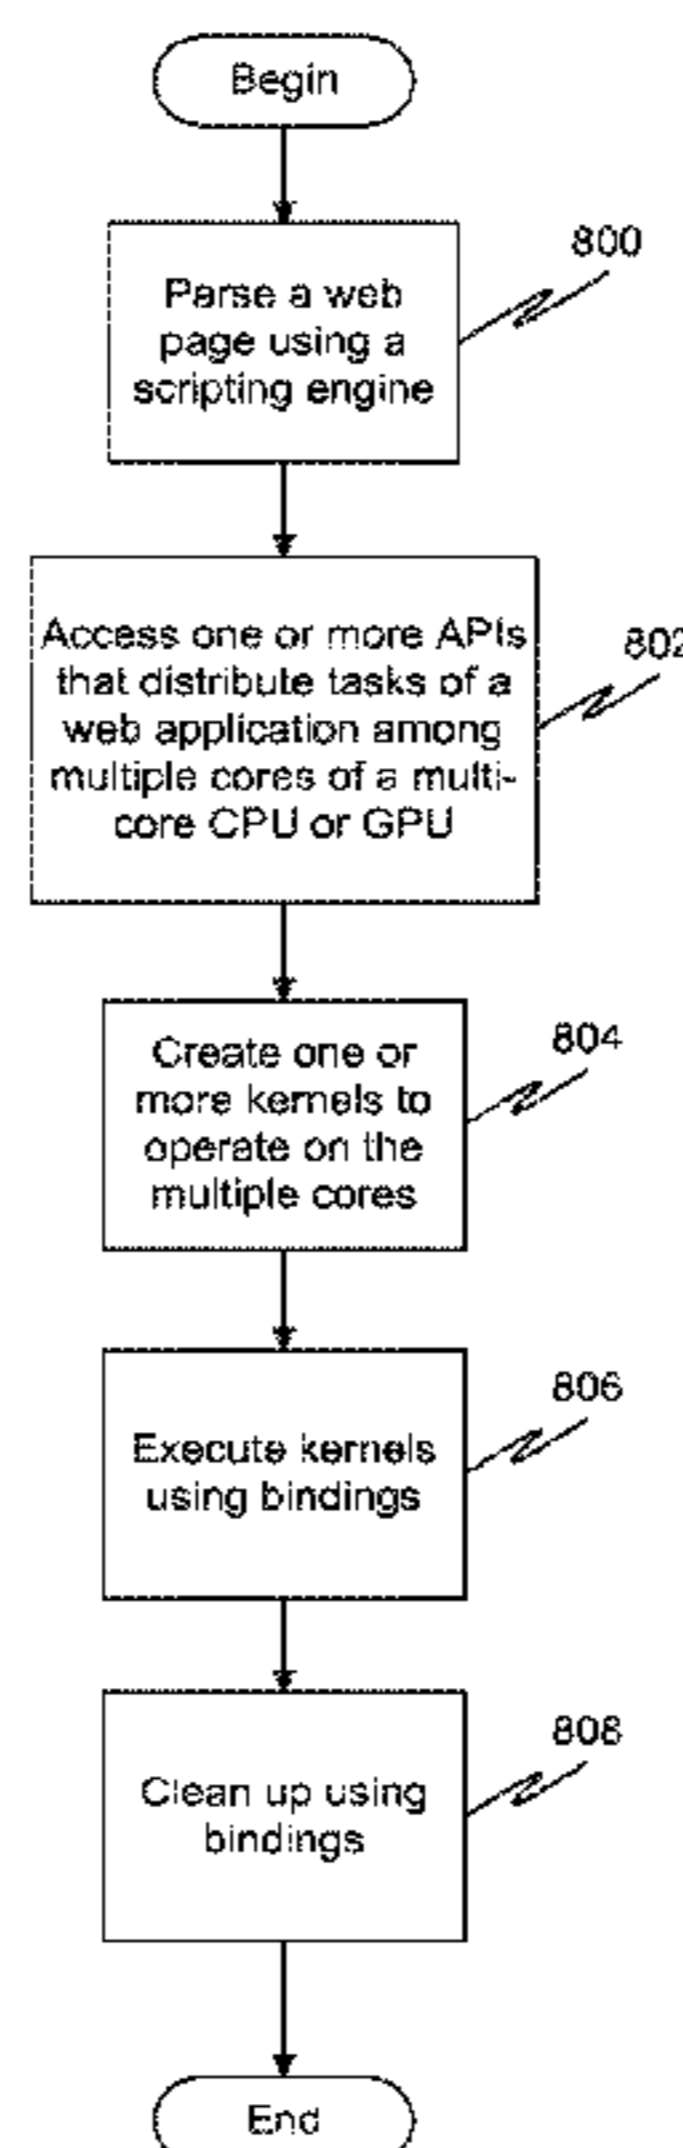 Begin
800
Parse a web
page using a
scripting engine
802
Access one or more APIs
that distribute tasks of a
web application among
multiple cores of a multi-
core CPU or GPU
804
Create one or
more kernels to
operate on the
multiple cores
806
Execute kernels
using bindings
808
Clean up using
bindings
End